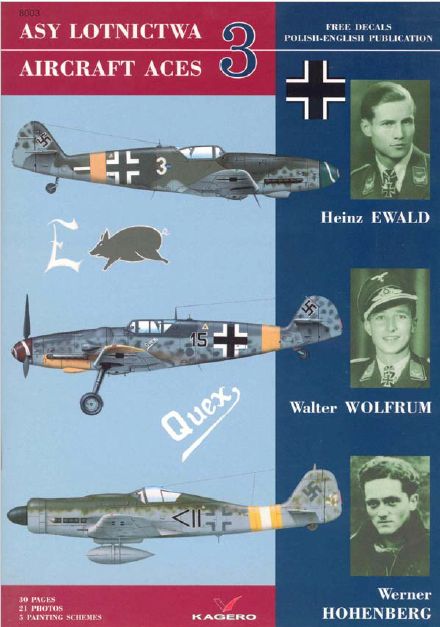 8003
ASY LOTNICTWA
AIRCRAFT ACES
3
FREE DECALS
POLISH-ENGLISH PUBLICATION
3
Heinz EWALD
E
15
Walter WOLFRUM
Quex
<II
Werner
HOHENBERG
30 PAGES
21 PHOTOS
5 PAINTING SCHEMES
KAGERO